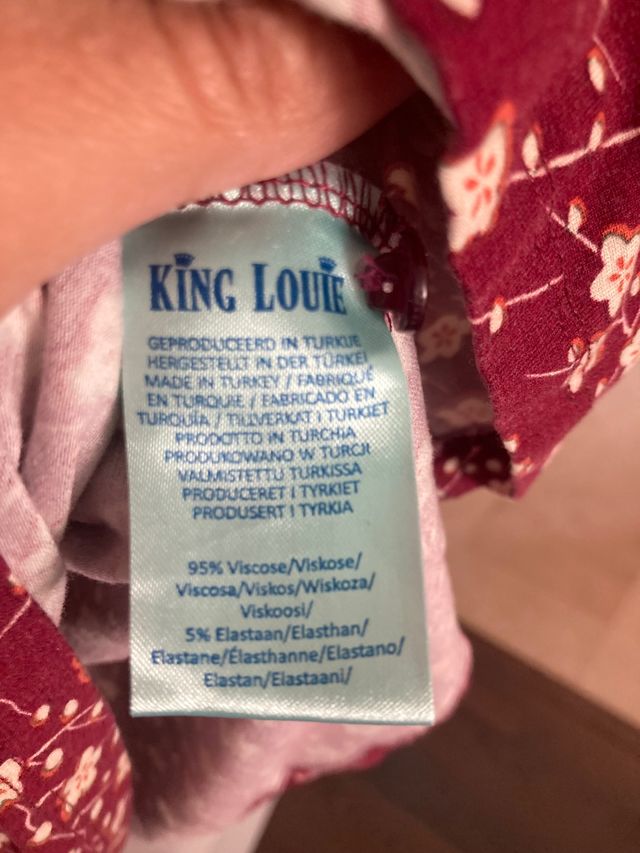 KING LOUIE
GEPRODUCEERD IN TURKIJE
HERGESTELLT IN DER TÜRKEI
MADE IN TURKEY / FABRIQUÉ
EN TURQUIE / FABRICADO EN
TURQUÍA / TILLVERKAT I TURKIET
PRODOTTO IN TURCHIA
PRODUKOWANO W TURCJI
VALMISTETTU TURKISSA
PRODUCERET I TYRKIET
PRODUSERT I TYRKIA
95% Viscose/Viskose/
Viscosa/Viskos/Wiskoza/
Viskoosi/
5% Elastaan/Elasthan/
Elastane/Élasthanne/Elastano/
Elastan/Elastaani/